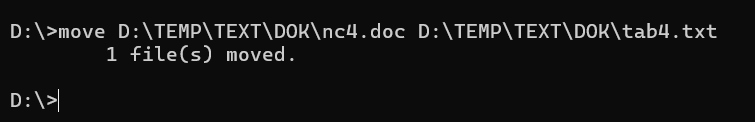 D:\>move D:\TEMP\TEXT\DOK\nc4.doc D:\TEMP\TEXT\DOK\tab4.txt
        1 file(s) moved.
D:\>